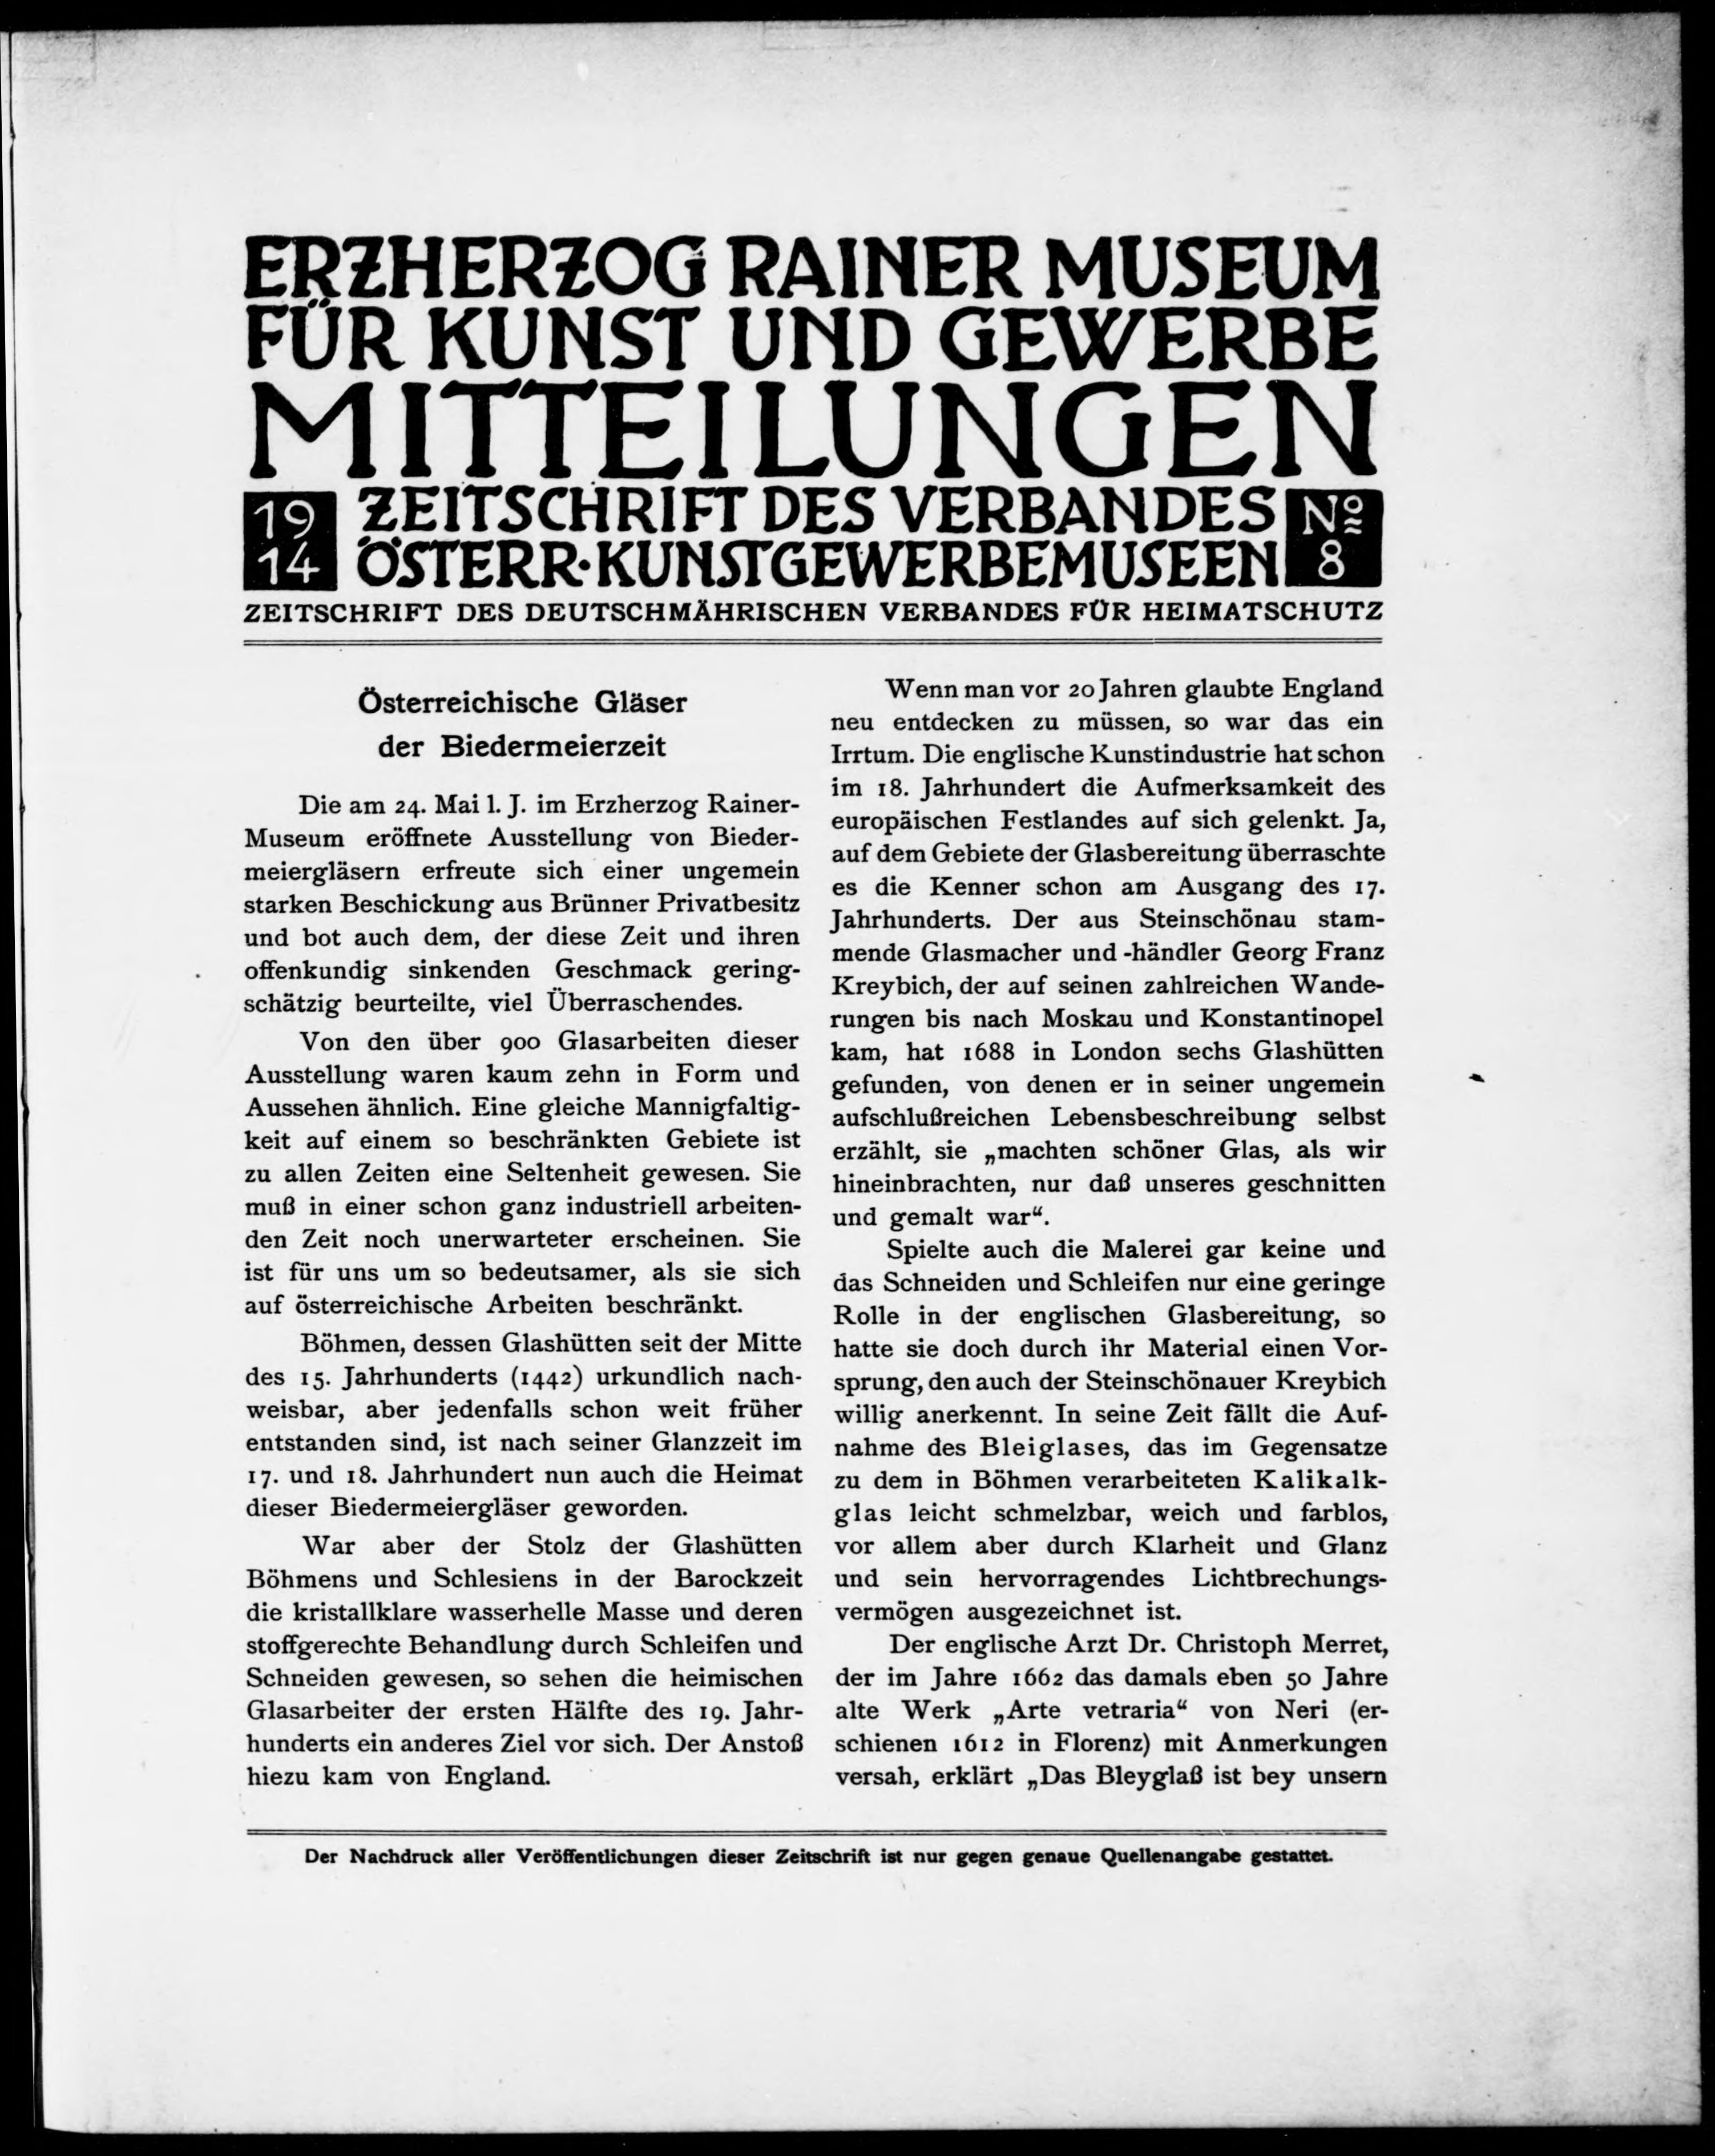 ERZHERZOG RAINER MUSEUM
FÜR KUNST UND GEWERBE
MITTEILUNGEN
19
14
ZEITSCHRIFT DES VERBANDES
ÖSTERR·KUNSTGEWERBEMUSEEN
No
8
ZEITSCHRIFT DES DEUTSCHMÄHRISCHEN VERBANDES FÜR HEIMATSCHUTZ
Österreichische Gläser
der Biedermeierzeit
Die am 24. Mai l. J. im Erzherzog Rainer-
Museum eröffnete Ausstellung von Bieder-
meiergläsern erfreute sich einer ungemein
starken Beschickung aus Brünner Privatbesitz
und bot auch dem, der diese Zeit und ihren
offenkundig sinkenden Geschmack gering-
schätzig beurteilte, viel Überraschendes.
Von den über 900 Glasarbeiten dieser
Ausstellung waren kaum zehn in Form und
Aussehen ähnlich. Eine gleiche Mannigfaltig-
keit auf einem so beschränkten Gebiete ist
zu allen Zeiten eine Seltenheit gewesen. Sie
muß in einer schon ganz industriell arbeiten-
den Zeit noch unerwarteter erscheinen. Sie
ist für uns um so bedeutsamer, als sie sich
auf österreichische Arbeiten beschränkt.
Böhmen, dessen Glashütten seit der Mitte
des 15. Jahrhunderts (1442) urkundlich nach-
weisbar, aber jedenfalls schon weit früher
entstanden sind, ist nach seiner Glanzzeit im
17. und 18. Jahrhundert nun auch die Heimat
dieser Biedermeiergläser geworden.
War aber der Stolz der Glashütten
Böhmens und Schlesiens in der Barockzeit
die kristallklare wasserhelle Masse und deren
stoffgerechte Behandlung durch Schleifen und
Schneiden gewesen, so sehen die heimischen
Glasarbeiter der ersten Hälfte des 19. Jahr-
hunderts ein anderes Ziel vor sich. Der Anstoß
hiezu kam von England.
Wenn man vor 20 Jahren glaubte England
neu entdecken zu müssen, so war das ein
Irrtum. Die englische Kunstindustrie hat schon
im 18. Jahrhundert die Aufmerksamkeit des
europäischen Festlandes auf sich gelenkt. Ja,
auf dem Gebiete der Glasbereitung überraschte
es die Kenner schon am Ausgang des 17.
Jahrhunderts. Der aus Steinschönau stam-
mende Glasmacher und -händler Georg Franz
Kreybich, der auf seinen zahlreichen Wande-
rungen bis nach Moskau und Konstantinopel
kam, hat 1688 in London sechs Glashütten
gefunden, von denen er in seiner ungemein
aufschlußreichen Lebensbeschreibung selbst
erzählt, sie „machten schöner Glas, als wir
hineinbrachten, nur daß unseres geschnitten
und gemalt war“.
Spielte auch die Malerei gar keine und
das Schneiden und Schleifen nur eine geringe
Rolle in der englischen Glasbereitung, so
hatte sie doch durch ihr Material einen Vor-
sprung, den auch der Steinschönauer Kreybich
willig anerkennt. In seine Zeit fällt die Auf-
nahme des Bleiglases, das im Gegensatze
zu dem in Böhmen verarbeiteten Kalikalk-
glas leicht schmelzbar, weich und farblos,
vor allem aber durch Klarheit und Glanz
und sein hervorragendes Lichtbrechungs-
vermögen ausgezeichnet ist.
Der englische Arzt Dr. Christoph Merret,
der im Jahre 1662 das damals eben 50 Jahre
alte Werk „Arte vetraria“ von Neri (er-
schienen 1612 in Florenz) mit Anmerkungen
versah, erklärt „Das Bleyglaß ist bey unsern
Der Nachdruck aller Veröffentlichungen dieser Zeitschrift ist nur gegen genaue Quellenangabe gestattet.